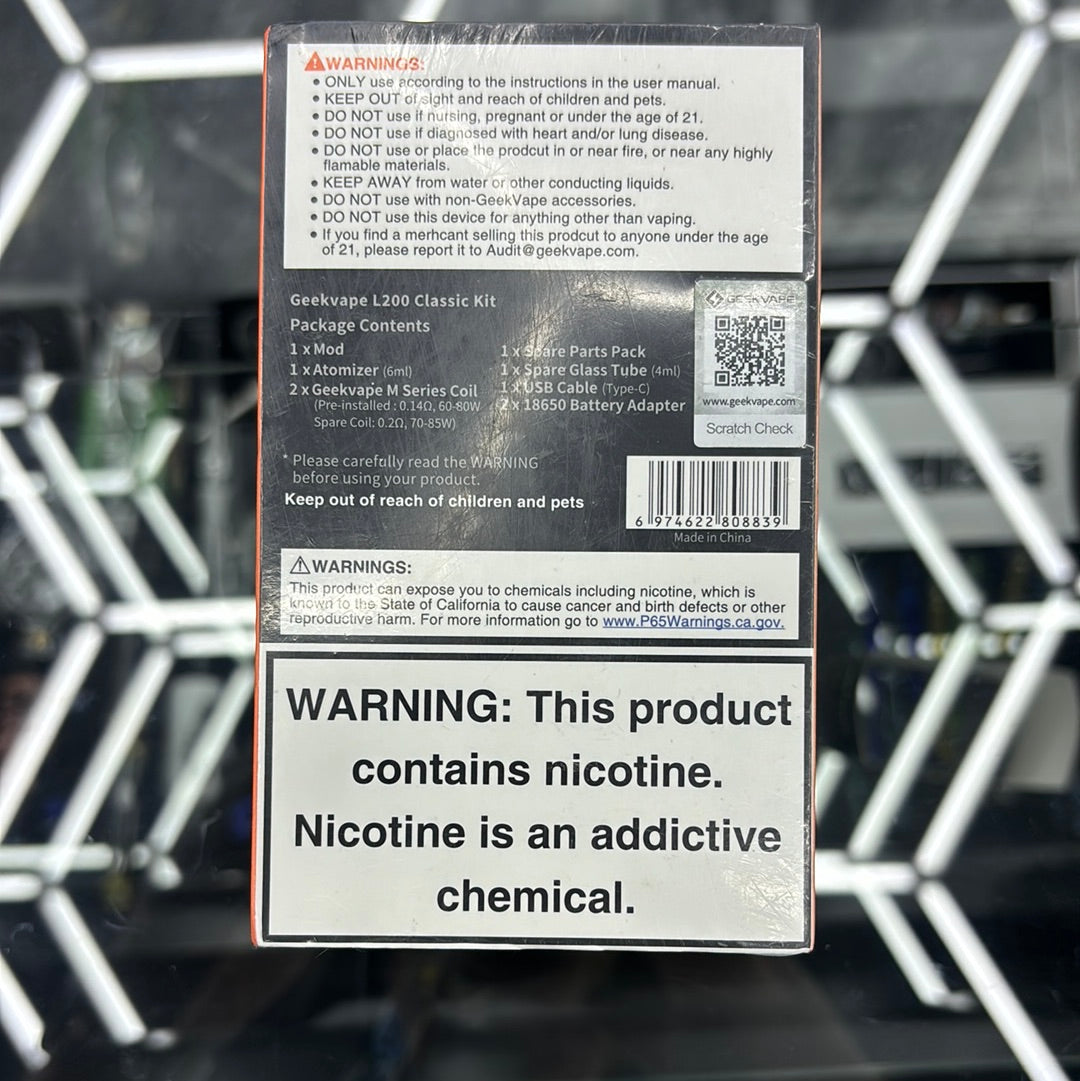 ⚠WARNINGS:
• ONLY use according to the instructions in the user manual.
• KEEP OUT of sight and reach of children and pets.
• DO NOT use if nursing, pregnant or under the age of 21.
• DO NOT use if diagnosed with heart and/or lung disease.
• DO NOT use or place the prodcut in or near fire, or near any highly
flamable materials.
• KEEP AWAY from water or other conducting liquids.
• DO NOT use with non-GeekVape accessories.
• DO NOT use this device for anything other than vaping.
• If you find a merhcant selling this prodcut to anyone under the age
of 21, please report it to Audit@geekvape.com.
Geekvape L200 Classic Kit
Package Contents
1 x Mod
1 x Atomizer (6ml)
2 x Geekvape M Series Coil
(Pre-installed : 0.14Ω, 60-80W
Spare Coil: 0.2Ω, 70-85W)
1 x Spare Parts Pack
1 x Spare Glass Tube (4ml)
1 x USB Cable (Type-C)
2 x 18650 Battery Adapter
GEEKVAPE
www.geekvape.com
Scratch Check
* Please carefully read the WARNING
before using your product.
Keep out of reach of children and pets
6 974622 808839
Made in China
⚠WARNINGS:
This product can expose you to chemicals including nicotine, which is
known to the State of California to cause cancer and birth defects or other
reproductive harm. For more information go to www.P65Warnings.ca.gov.
WARNING: This product
contains nicotine.
Nicotine is an addictive
chemical.